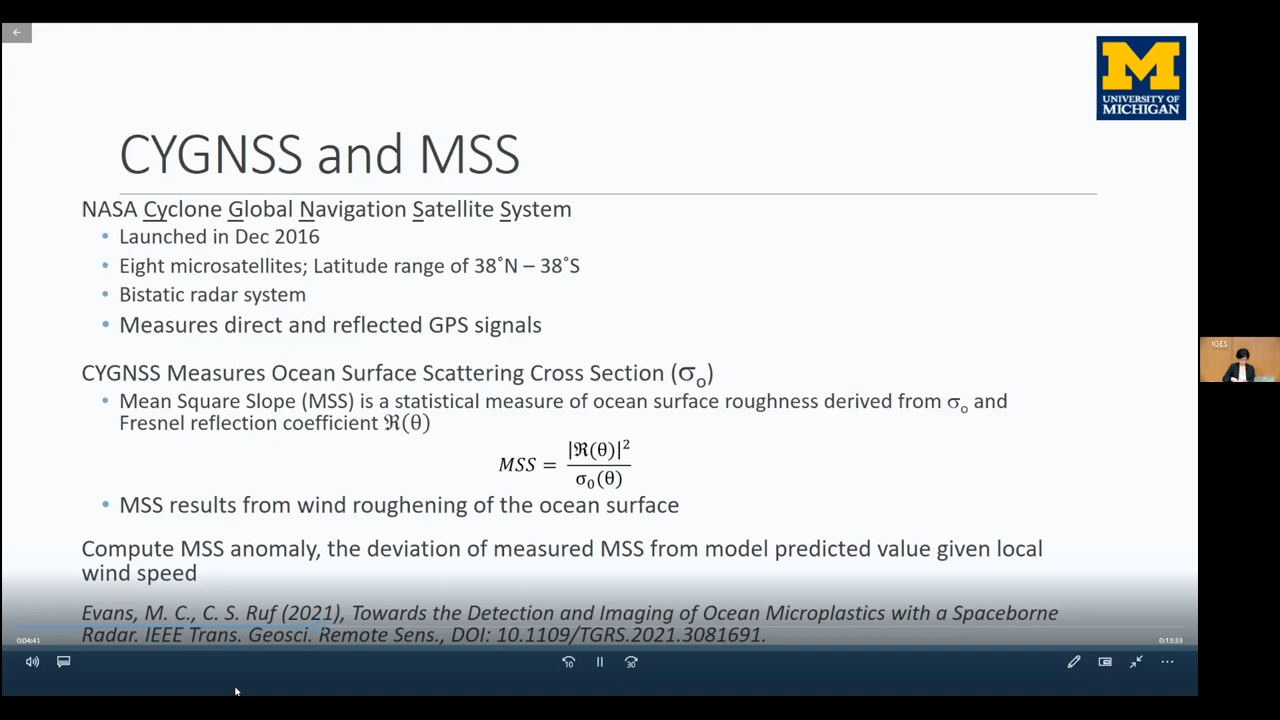 UNIVERSITY OF
MICHIGAN
CYGNSS and MSS
NASA Cyclone Global Navigation Satellite System
• Launched in Dec 2016
• Eight microsatellites; Latitude range of 38˚N – 38˚S
• Bistatic radar system
• Measures direct and reflected GPS signals
CYGNSS Measures Ocean Surface Scattering Cross Section (σₒ)
• Mean Square Slope (MSS) is a statistical measure of ocean surface roughness derived from σₒ and
Fresnel reflection coefficient ℜ(θ)
MSS = |ℜ(θ)|² / σ₀(θ)
• MSS results from wind roughening of the ocean surface
Compute MSS anomaly, the deviation of measured MSS from model predicted value given local
wind speed
Evans, M. C., C. S. Ruf (2021), Towards the Detection and Imaging of Ocean Microplastics with a Spaceborne
Radar. IEEE Trans. Geosci. Remote Sens., DOI: 10.1109/TGRS.2021.3081691.
0:04:41
0:13:33
10
30
IGES